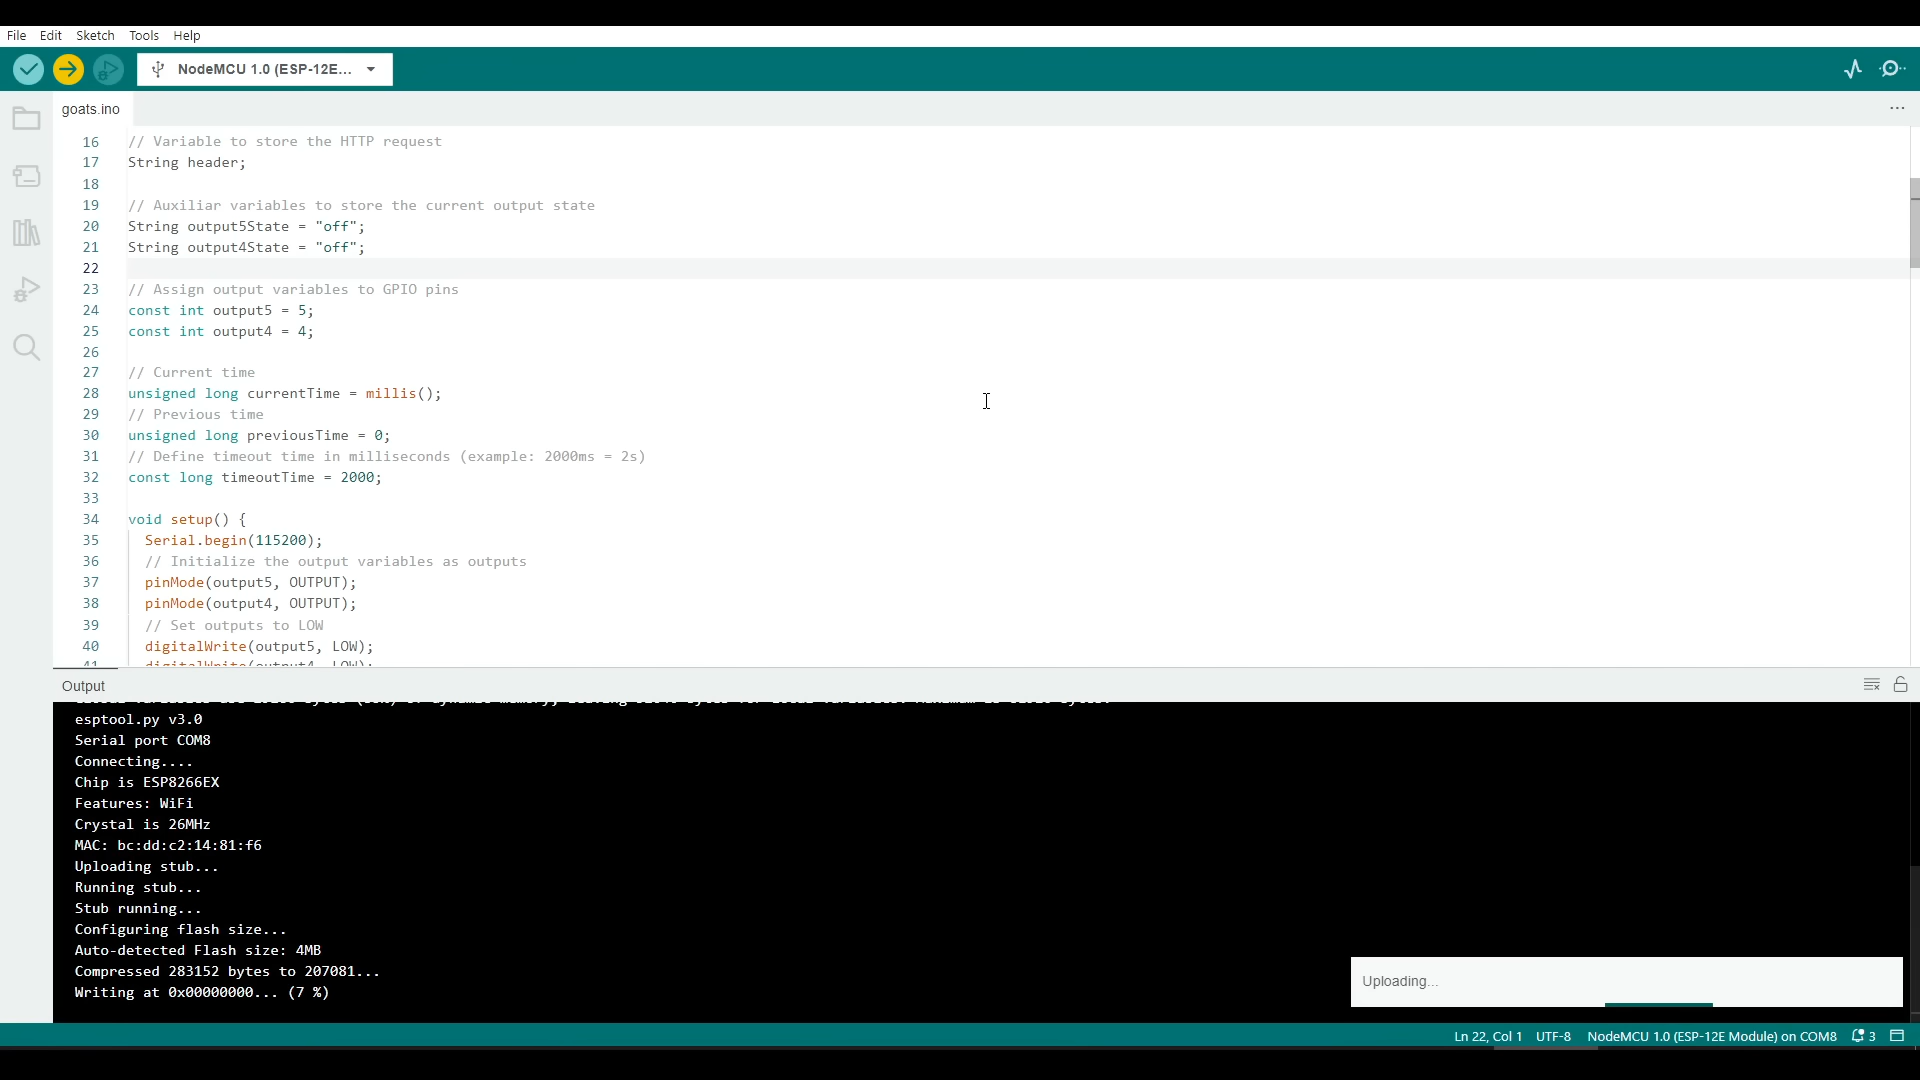 File Edit Sketch Tools Help
NodeMCU 1.0 (ESP-12E...
goats.ino
16 // Variable to store the HTTP request
17 String header;
18
19 // Auxiliar variables to store the current output state
20 String output5State = "off";
21 String output4State = "off";
22
23 // Assign output variables to GPIO pins
24 const int output5 = 5;
25 const int output4 = 4;
26
27 // Current time
28 unsigned long currentTime = millis();
29 // Previous time
30 unsigned long previousTime = 0;
31 // Define timeout time in milliseconds (example: 2000ms = 2s)
32 const long timeoutTime = 2000;
33
34 void setup() {
35 Serial.begin(115200);
36 // Initialize the output variables as outputs
37 pinMode(output5, OUTPUT);
38 pinMode(output4, OUTPUT);
39 // Set outputs to LOW
40 digitalWrite(output5, LOW);
41 digitalWrite(output4, LOW);
Output
esptool.py v3.0
Serial port COM8
Connecting....
Chip is ESP8266EX
Features: WiFi
Crystal is 26MHz
MAC: bc:dd:c2:14:81:f6
Uploading stub...
Running stub...
Stub running...
Configuring flash size...
Auto-detected Flash size: 4MB
Compressed 283152 bytes to 207081...
Writing at 0x00000000... (7 %)
Uploading...
Ln 22, Col 1 UTF-8 NodeMCU 1.0 (ESP-12E Module) on COM8 3